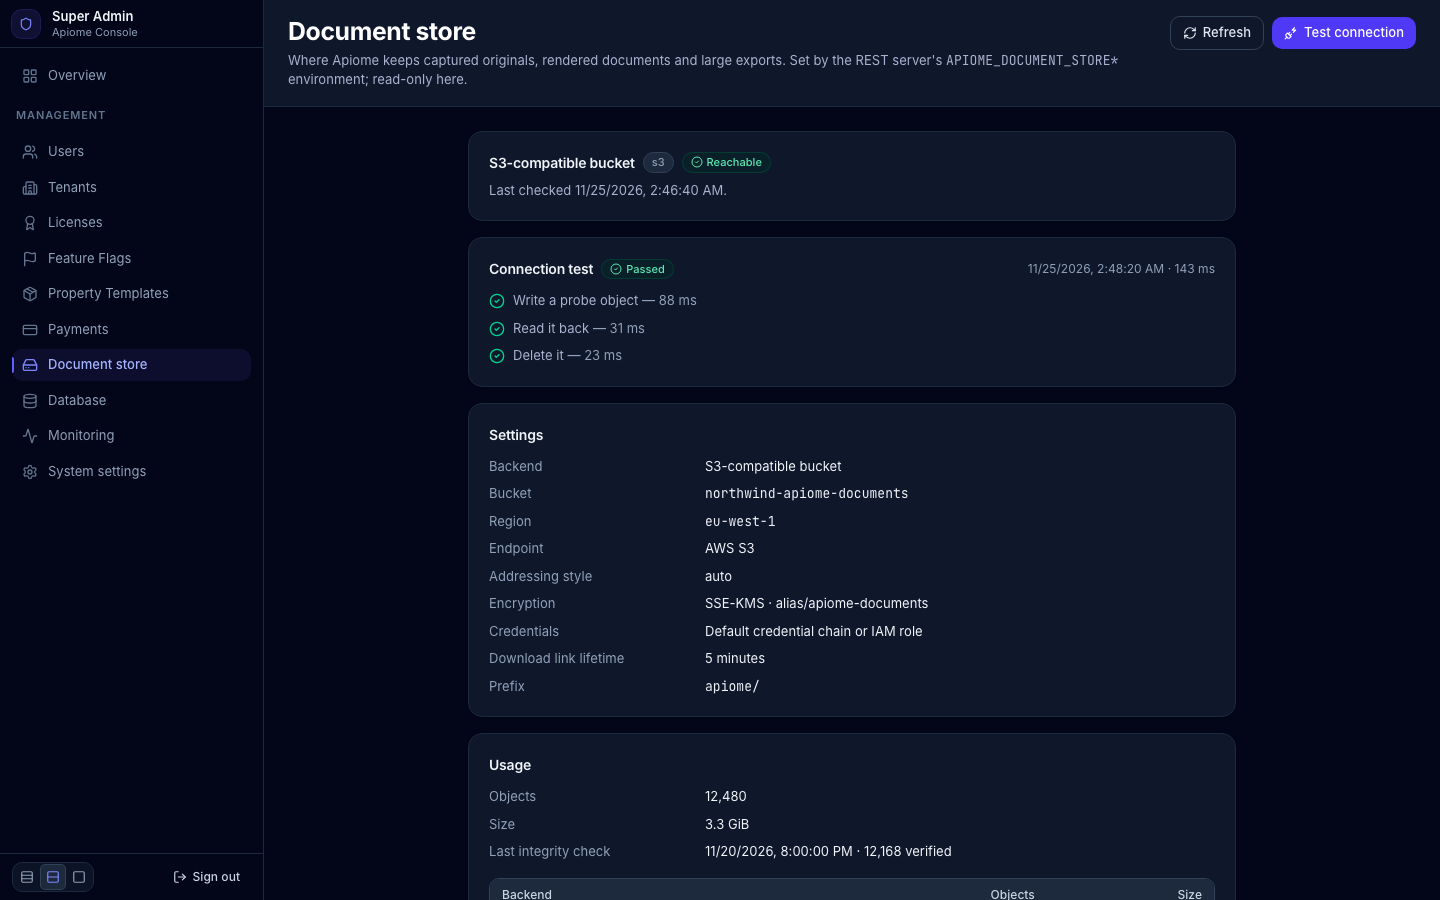 Super Admin
Apiome Console
Overview
MANAGEMENT
Users
Tenants
Licenses
Feature Flags
Property Templates
Payments
Document store
Database
Monitoring
System settings
Sign out
Document store
Where Apiome keeps captured originals, rendered documents and large exports. Set by the REST server's APIOME_DOCUMENT_STORE*
environment; read-only here.
Refresh
Test connection
S3-compatible bucket s3 Reachable
Last checked 11/25/2026, 2:46:40 AM.
Connection test Passed 11/25/2026, 2:48:20 AM · 143 ms
Write a probe object — 88 ms
Read it back — 31 ms
Delete it — 23 ms
Settings
Backend S3-compatible bucket
Bucket northwind-apiome-documents
Region eu-west-1
Endpoint AWS S3
Addressing style auto
Encryption SSE-KMS · alias/apiome-documents
Credentials Default credential chain or IAM role
Download link lifetime 5 minutes
Prefix apiome/
Usage
Objects 12,480
Size 3.3 GiB
Last integrity check 11/20/2026, 8:00:00 PM · 12,168 verified
Backend Objects Size